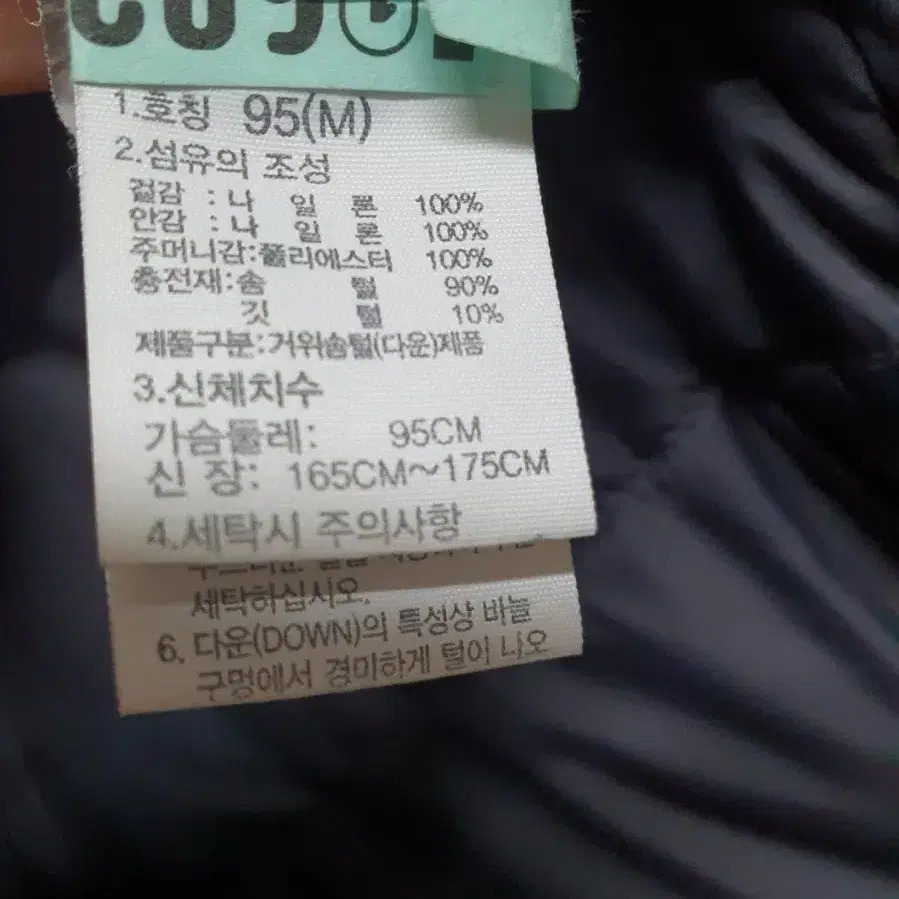 1.호칭 95(M)
2.섬유의 조성
겉감 : 나 일 론 100%
안감 : 나 일 론 100%
주머니감:폴리에스터 100%
충전재:솜 털 90%
깃 털 10%
제품구분:거위솜털(다운)제품
3.신체치수
가슴둘레: 95CM
신 장: 165CM~175CM
4.세탁시 주의사항
세탁하십시오.
6. 다운(DOWN)의 특성상 바늘
구멍에서 경미하게 털이 나오